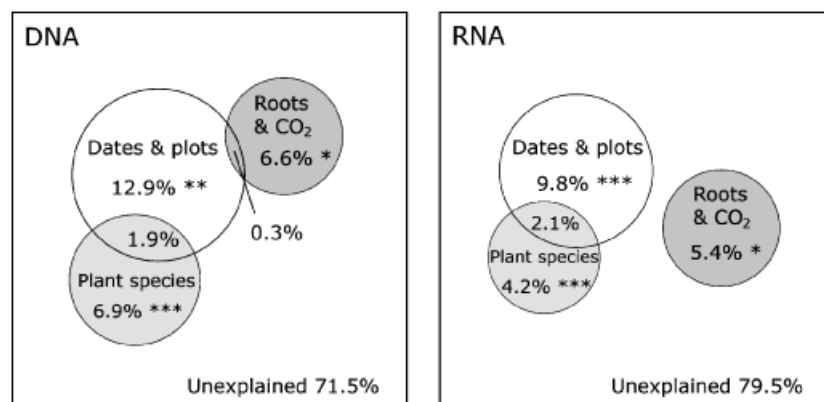 DNA
Roots
& CO₂
6.6% *
Dates & plots
12.9% **
0.3%
1.9%
Plant species
6.9% ***
Unexplained 71.5%
RNA
Dates & plots
9.8% ***
Roots
& CO₂
5.4% *
2.1%
Plant species
4.2% ***
Unexplained 79.5%